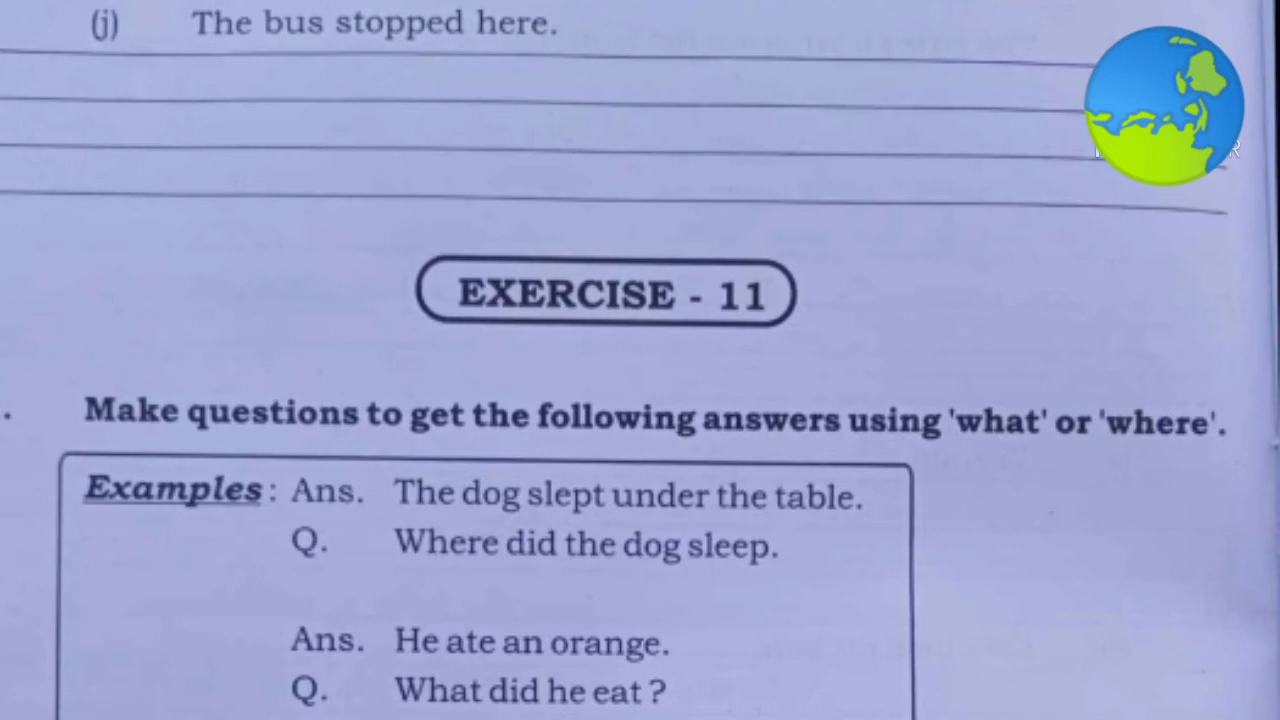 (j) The bus stopped here.
EXERCISE - 11
. Make questions to get the following answers using 'what' or 'where'.
Examples : Ans. The dog slept under the table.
Q. Where did the dog sleep.
Ans. He ate an orange.
Q. What did he eat ?